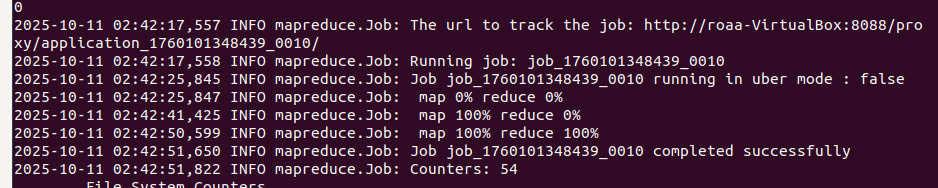 0
2025-10-11 02:42:17,557 INFO mapreduce.Job: The url to track the job: http://roaa-VirtualBox:8088/pro
xy/application_1760101348439_0010/
2025-10-11 02:42:17,558 INFO mapreduce.Job: Running job: job_1760101348439_0010
2025-10-11 02:42:25,845 INFO mapreduce.Job: Job job_1760101348439_0010 running in uber mode : false
2025-10-11 02:42:25,847 INFO mapreduce.Job:  map 0% reduce 0%
2025-10-11 02:42:41,425 INFO mapreduce.Job:  map 100% reduce 0%
2025-10-11 02:42:50,599 INFO mapreduce.Job:  map 100% reduce 100%
2025-10-11 02:42:51,650 INFO mapreduce.Job: Job job_1760101348439_0010 completed successfully
2025-10-11 02:42:51,822 INFO mapreduce.Job: Counters: 54
File System Counters